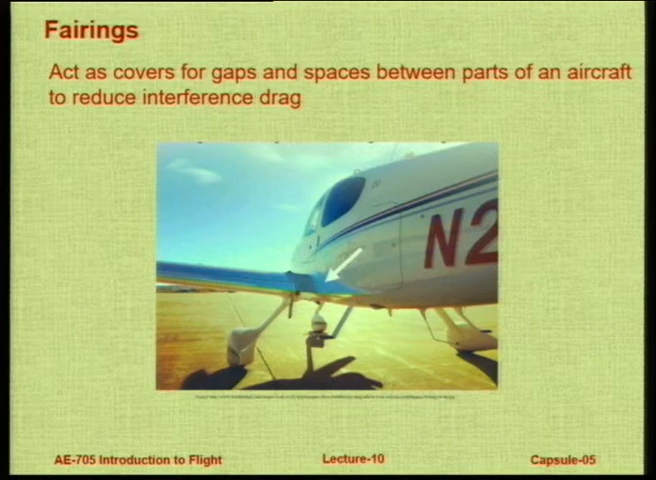 Fairings
Act as covers for gaps and spaces between parts of an aircraft
to reduce interference drag
N2
AE-705 Introduction to Flight
Lecture-10
Capsule-05